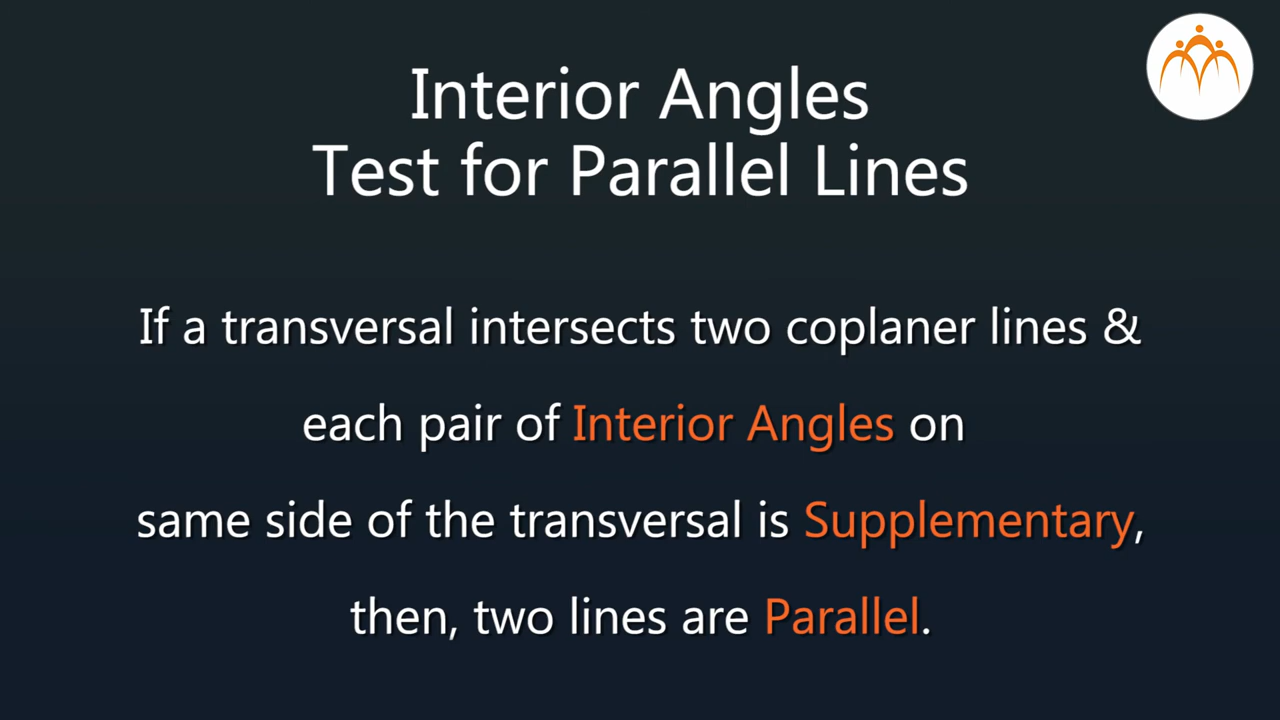 Interior Angles
Test for Parallel Lines
If a transversal intersects two coplaner lines &
each pair of Interior Angles on
same side of the transversal is Supplementary,
then, two lines are Parallel.